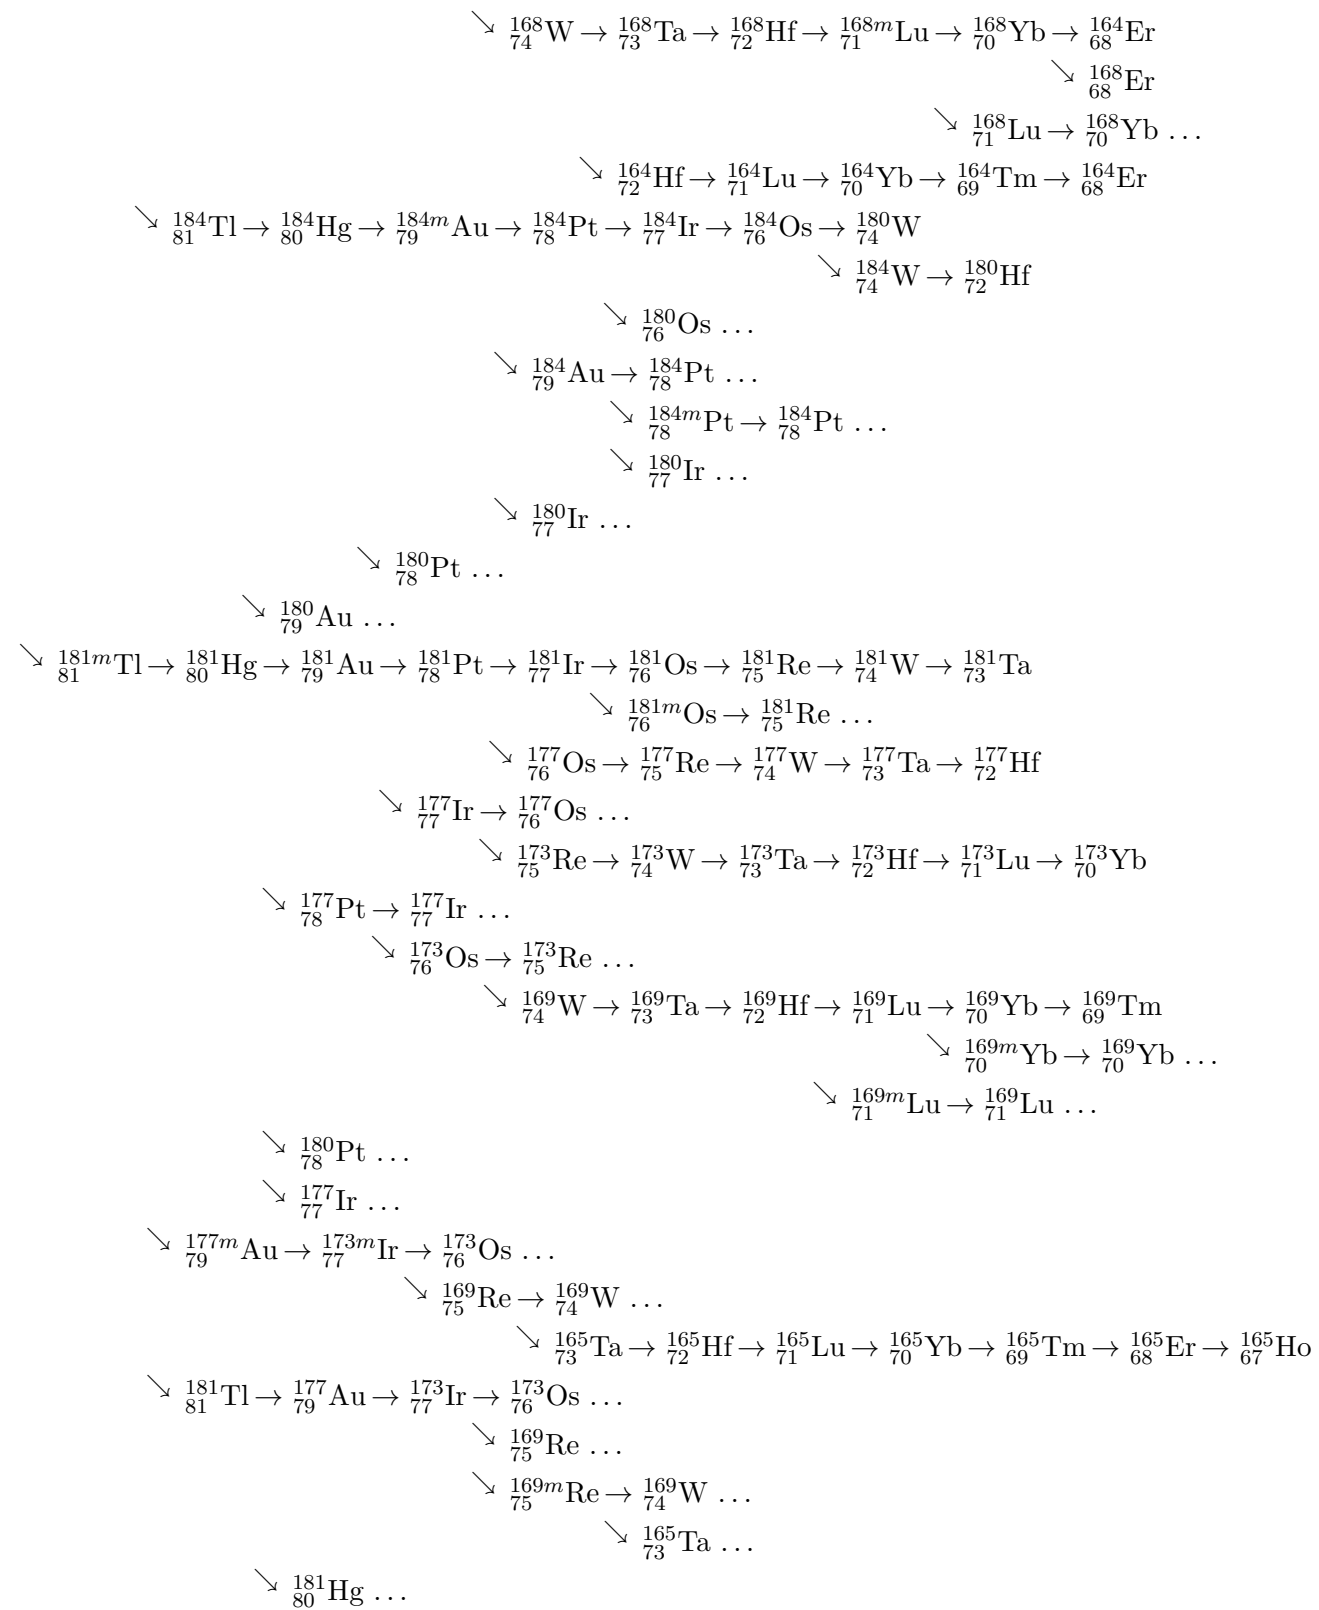 ↘ ¹⁶⁸₇₄W → ¹⁶⁸₇₃Ta → ¹⁶⁸₇₂Hf → ¹⁶⁸ᵐ₇₁Lu → ¹⁶⁸₇₀Yb → ¹⁶⁴₆₈Er
↘ ¹⁶⁸₆₈Er
↘ ¹⁶⁸₇₁Lu → ¹⁶⁸₇₀Yb ...
↘ ¹⁶⁴₇₂Hf → ¹⁶⁴₇₁Lu → ¹⁶⁴₇₀Yb → ¹⁶⁴₆₉Tm → ¹⁶⁴₆₈Er
↘ ¹⁸⁴₈₁Tl → ¹⁸⁴₈₀Hg → ¹⁸⁴ᵐ₇₉Au → ¹⁸⁴₇₈Pt → ¹⁸⁴₇₇Ir → ¹⁸⁴₇₆Os → ¹⁸⁰₇₄W
↘ ¹⁸⁴₇₄W → ¹⁸⁰₇₂Hf
↘ ¹⁸⁰₇₆Os ...
↘ ¹⁸⁴₇₉Au → ¹⁸⁴₇₈Pt ...
↘ ¹⁸⁴ᵐ₇₈Pt → ¹⁸⁴₇₈Pt ...
↘ ¹⁸⁰₇₇Ir ...
↘ ¹⁸⁰₇₇Ir ...
↘ ¹⁸⁰₇₈Pt ...
↘ ¹⁸⁰₇₉Au ...
↘ ¹⁸¹ᵐ₈₁Tl → ¹⁸¹₈₀Hg → ¹⁸¹₇₉Au → ¹⁸¹₇₈Pt → ¹⁸¹₇₇Ir → ¹⁸¹₇₆Os → ¹⁸¹₇₅Re → ¹⁸¹₇₄W → ¹⁸¹₇₃Ta
↘ ¹⁸¹ᵐ₇₆Os → ¹⁸¹₇₅Re ...
↘ ¹⁷⁷₇₆Os → ¹⁷⁷₇₅Re → ¹⁷⁷₇₄W → ¹⁷⁷₇₃Ta → ¹⁷⁷₇₂Hf
↘ ¹⁷⁷₇₇Ir → ¹⁷⁷₇₆Os ...
↘ ¹⁷³₇₅Re → ¹⁷³₇₄W → ¹⁷³₇₃Ta → ¹⁷³₇₂Hf → ¹⁷³₇₁Lu → ¹⁷³₇₀Yb
↘ ¹⁷⁷₇₈Pt → ¹⁷⁷₇₇Ir ...
↘ ¹⁷³₇₆Os → ¹⁷³₇₅Re ...
↘ ¹⁶⁹₇₄W → ¹⁶⁹₇₃Ta → ¹⁶⁹₇₂Hf → ¹⁶⁹₇₁Lu → ¹⁶⁹₇₀Yb → ¹⁶⁹₆₉Tm
↘ ¹⁶⁹ᵐ₇₀Yb → ¹⁶⁹₇₀Yb ...
↘ ¹⁶⁹ᵐ₇₁Lu → ¹⁶⁹₇₁Lu ...
↘ ¹⁸⁰₇₈Pt ...
↘ ¹⁷⁷₇₇Ir ...
↘ ¹⁷⁷ᵐ₇₉Au → ¹⁷³ᵐ₇₇Ir → ¹⁷³₇₆Os ...
↘ ¹⁶⁹₇₅Re → ¹⁶⁹₇₄W ...
↘ ¹⁶⁵₇₃Ta → ¹⁶⁵₇₂Hf → ¹⁶⁵₇₁Lu → ¹⁶⁵₇₀Yb → ¹⁶⁵₆₉Tm → ¹⁶⁵₆₈Er → ¹⁶⁵₆₇Ho
↘ ¹⁸¹₈₁Tl → ¹⁷⁷₇₉Au → ¹⁷³₇₇Ir → ¹⁷³₇₆Os ...
↘ ¹⁶⁹₇₅Re ...
↘ ¹⁶⁹ᵐ₇₅Re → ¹⁶⁹₇₄W ...
↘ ¹⁶⁵₇₃Ta ...
↘ ¹⁸¹₈₀Hg ...